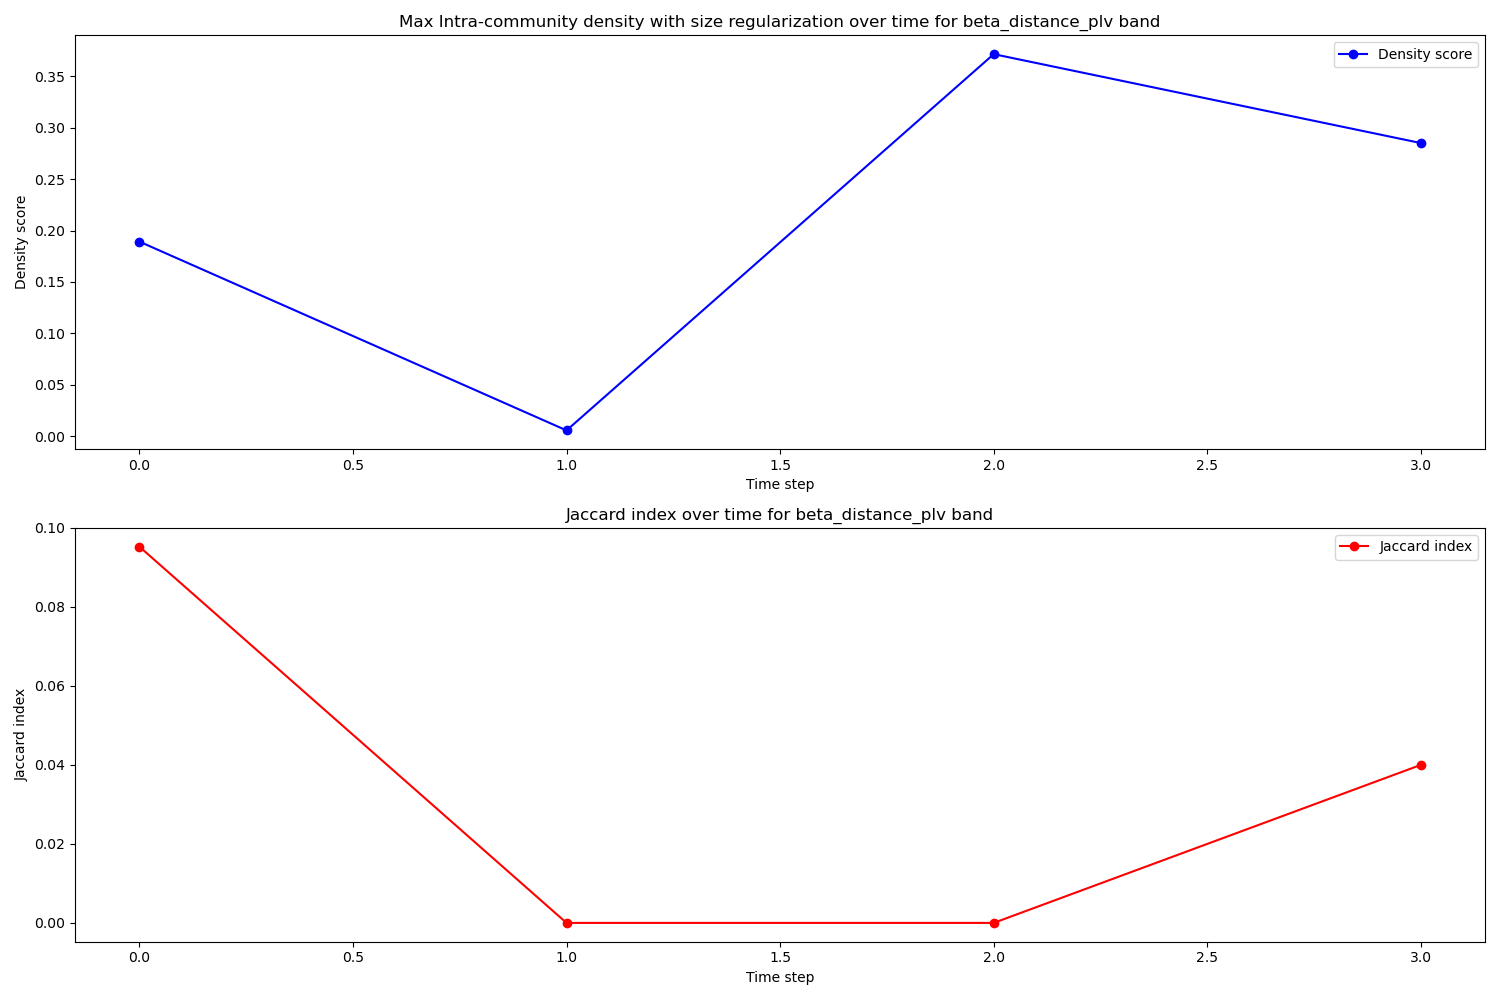 Max Intra-community density with size regularization over time for beta_distance_plv band
Density score
0.35
0.30
0.25
0.20
0.15
0.10
0.05
0.00
Density score
0.0 0.5 1.0 1.5 2.0 2.5 3.0
Time step
Jaccard index over time for beta_distance_plv band
Jaccard index
0.10
0.08
0.06
0.04
0.02
0.00
Jaccard index
0.0 0.5 1.0 1.5 2.0 2.5 3.0
Time step